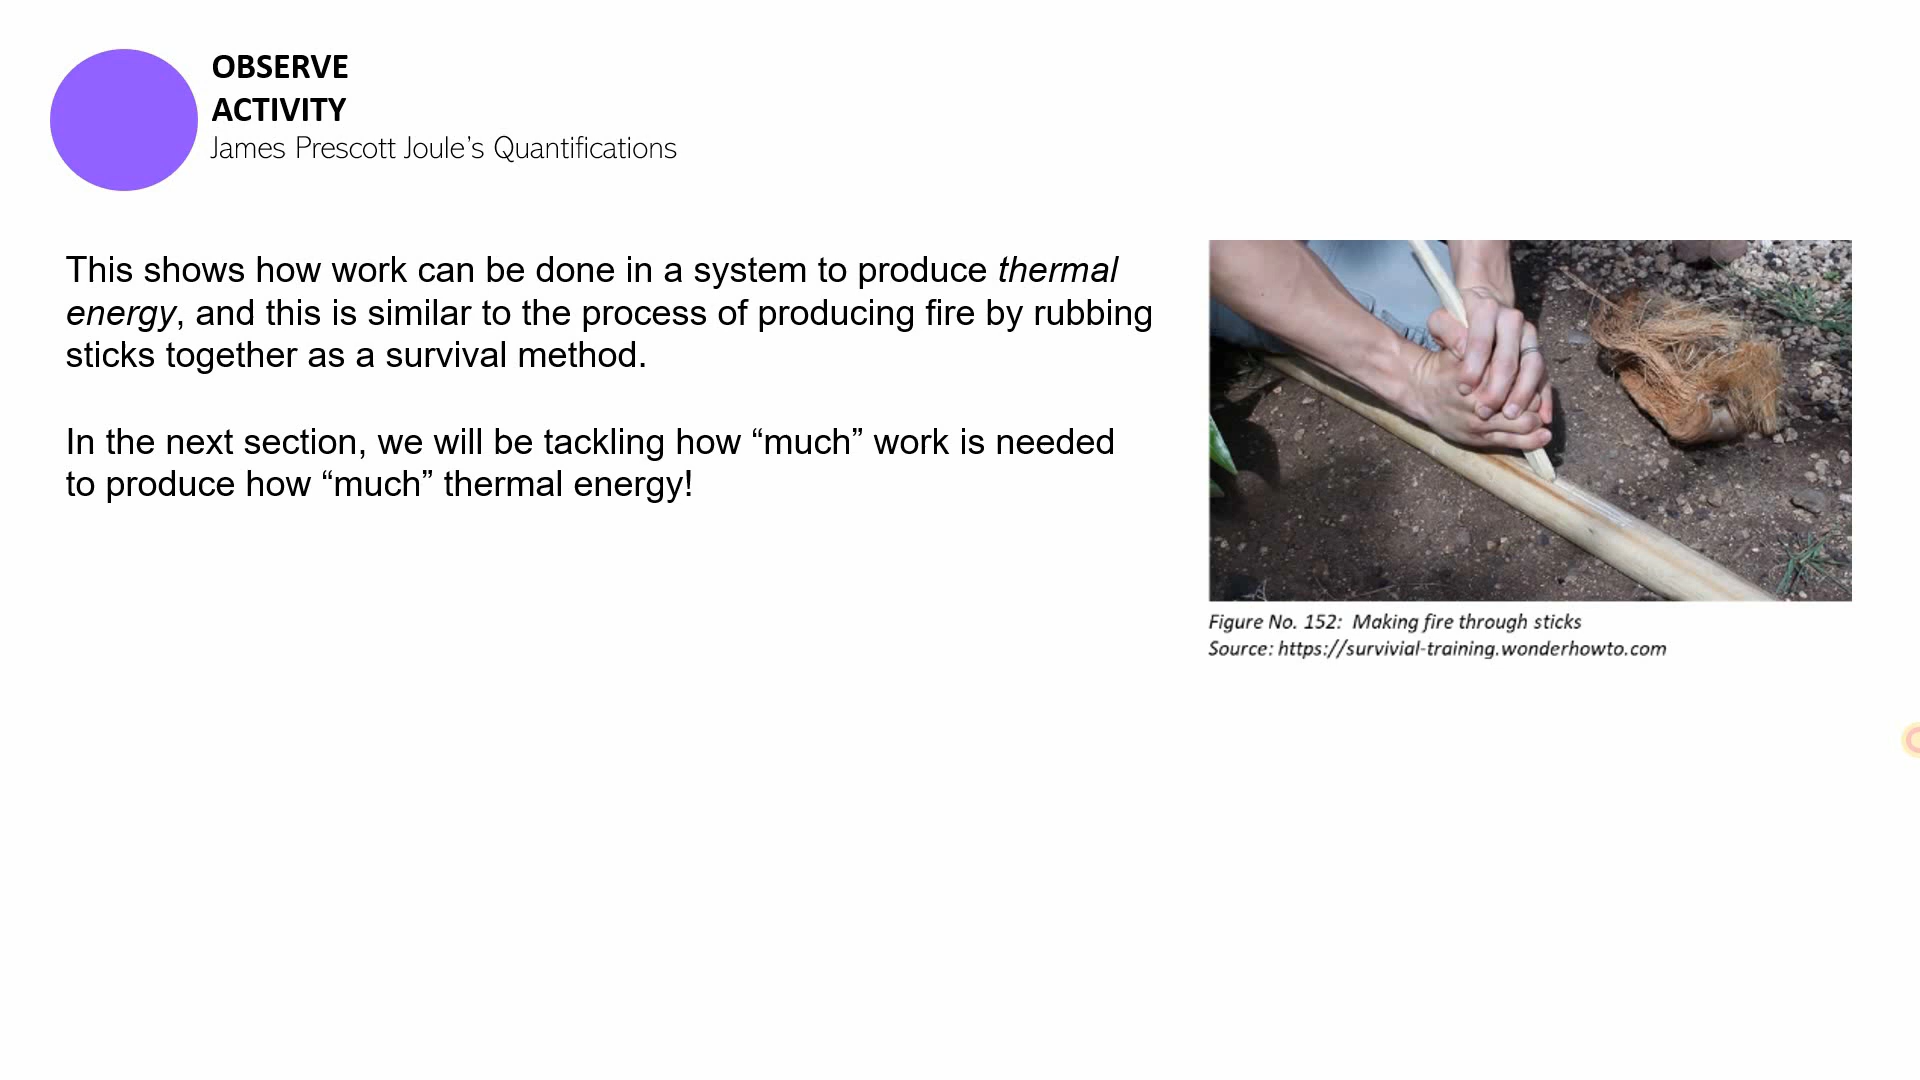 OBSERVE
ACTIVITY
James Prescott Joule’s Quantifications
This shows how work can be done in a system to produce thermal
energy, and this is similar to the process of producing fire by rubbing
sticks together as a survival method.
In the next section, we will be tackling how “much” work is needed
to produce how “much” thermal energy!
Figure No. 152: Making fire through sticks
Source: https://survivial-training.wonderhowto.com